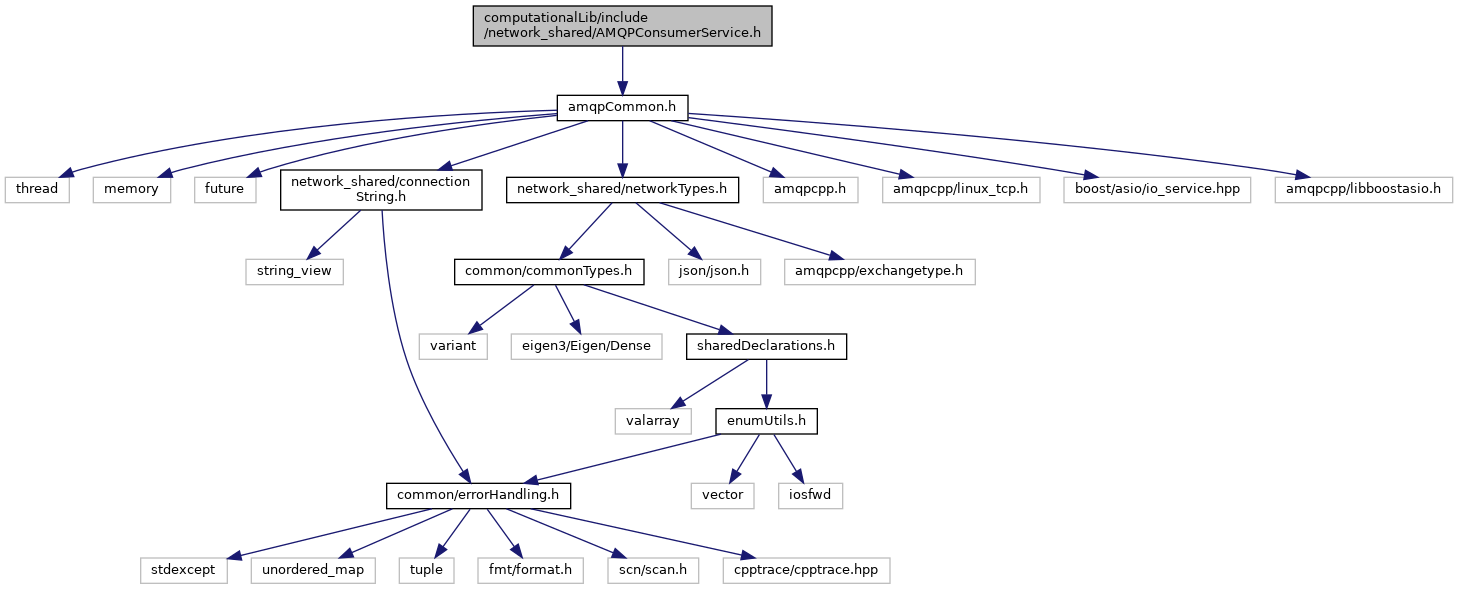 computationalLib/include
/network_shared/AMQPConsumerService.h
amqpCommon.h
thread
memory
future
network_shared/connection
String.h
network_shared/networkTypes.h
amqpcpp.h
amqpcpp/linux_tcp.h
boost/asio/io_service.hpp
amqpcpp/libboostasio.h
string_view
common/commonTypes.h
json/json.h
amqpcpp/exchangetype.h
variant
eigen3/Eigen/Dense
sharedDeclarations.h
valarray
enumUtils.h
common/errorHandling.h
vector
iosfwd
stdexcept
unordered_map
tuple
fmt/format.h
scn/scan.h
cpptrace/cpptrace.hpp